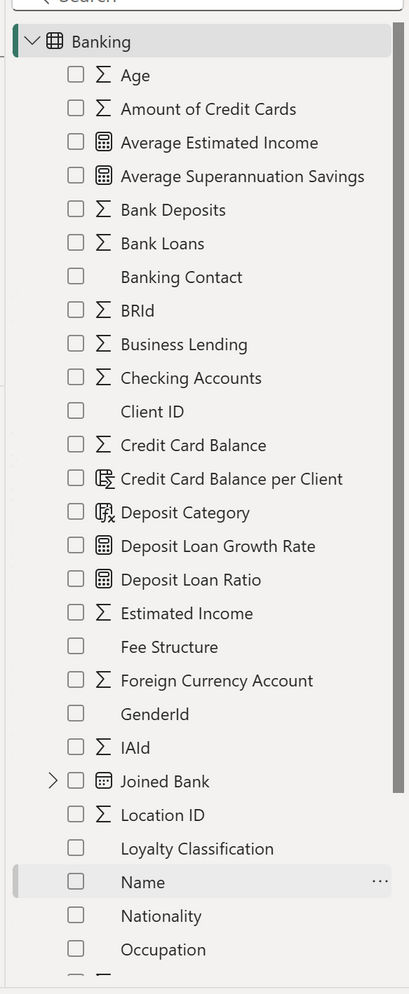 Search
Banking
Age
Amount of Credit Cards
Average Estimated Income
Average Superannuation Savings
Bank Deposits
Bank Loans
Banking Contact
BRId
Business Lending
Checking Accounts
Client ID
Credit Card Balance
Credit Card Balance per Client
Deposit Category
Deposit Loan Growth Rate
Deposit Loan Ratio
Estimated Income
Fee Structure
Foreign Currency Account
GenderId
IAId
Joined Bank
Location ID
Loyalty Classification
Name
Nationality
Occupation